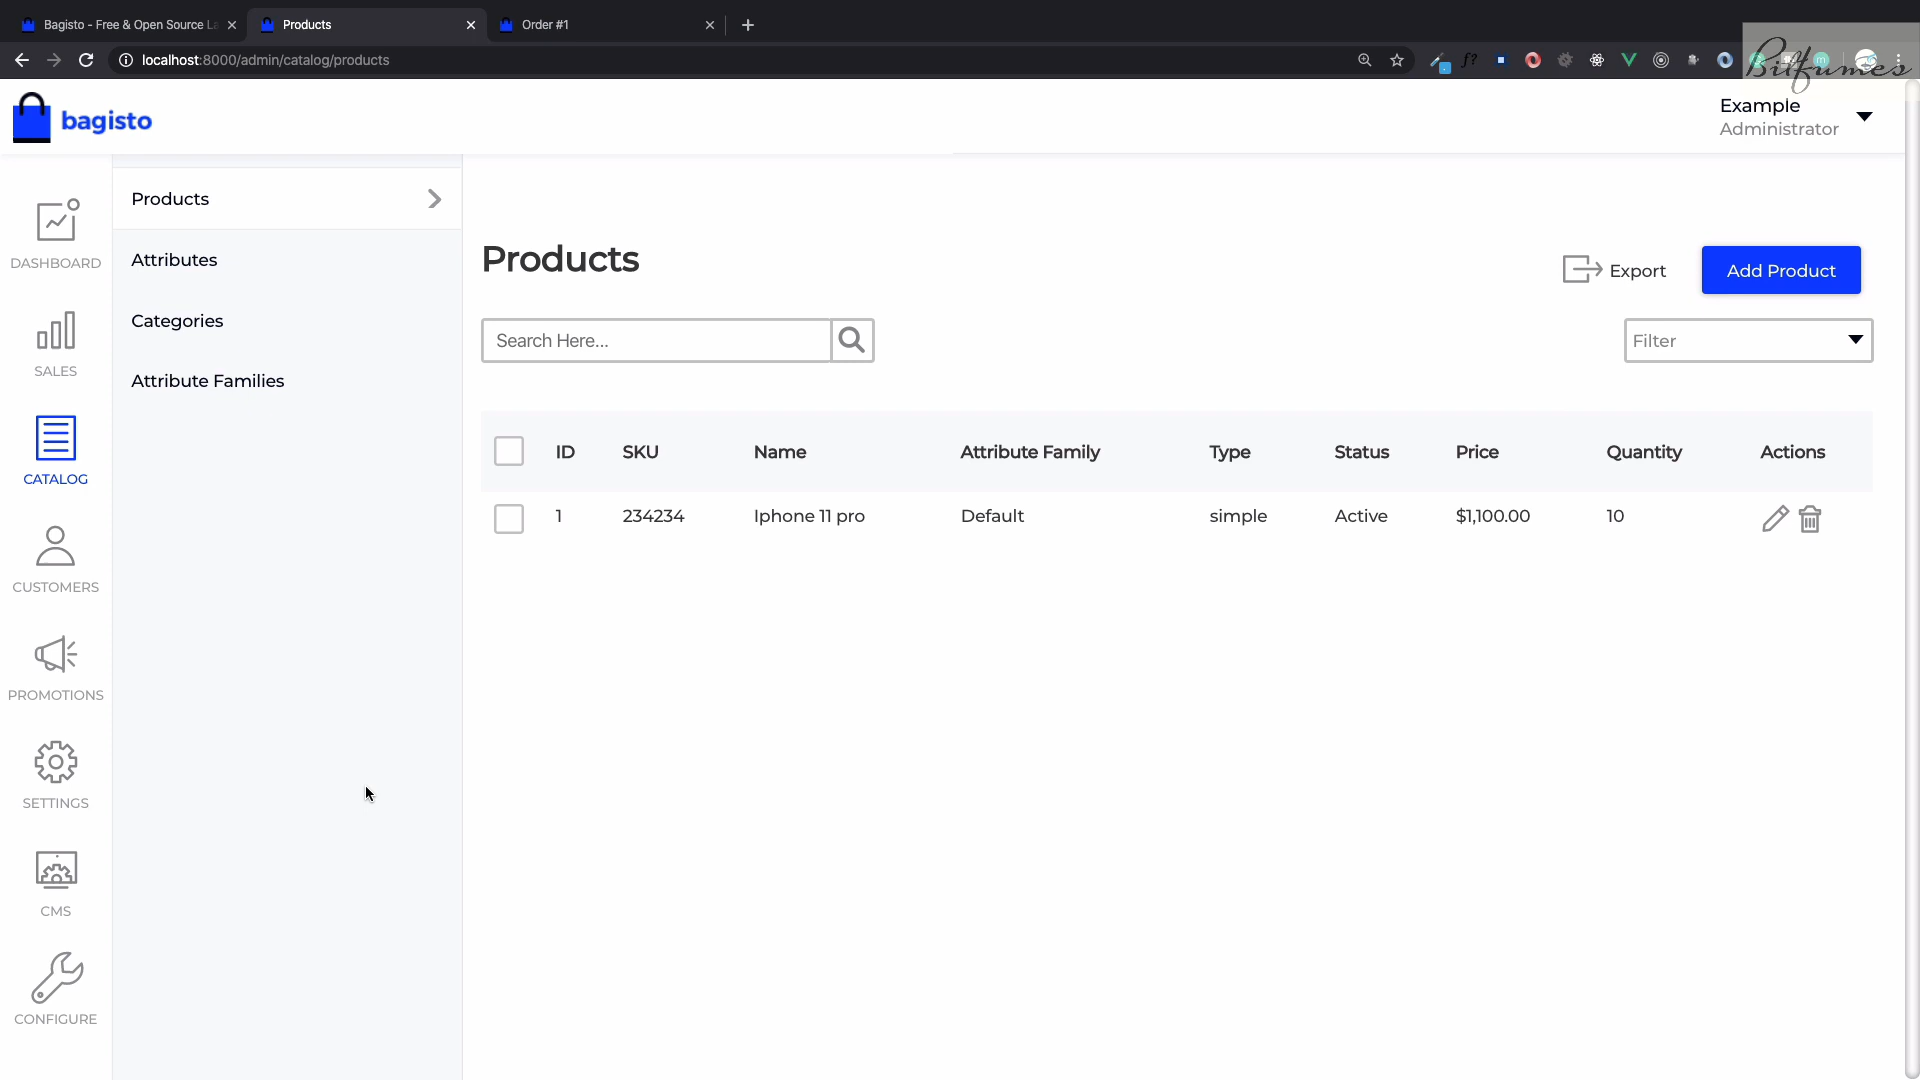 Bagisto - Free & Open Source La
Products
Order #1
localhost:8000/admin/catalog/products
f?
Bitfumes
bagisto
Example
Administrator
DASHBOARD
SALES
CATALOG
CUSTOMERS
PROMOTIONS
SETTINGS
CMS
CONFIGURE
Products
Attributes
Categories
Attribute Families
Products
Export
Add Product
Search Here...
Filter
ID SKU Name Attribute Family Type Status Price Quantity Actions
1 234234 Iphone 11 pro Default simple Active $1,100.00 10